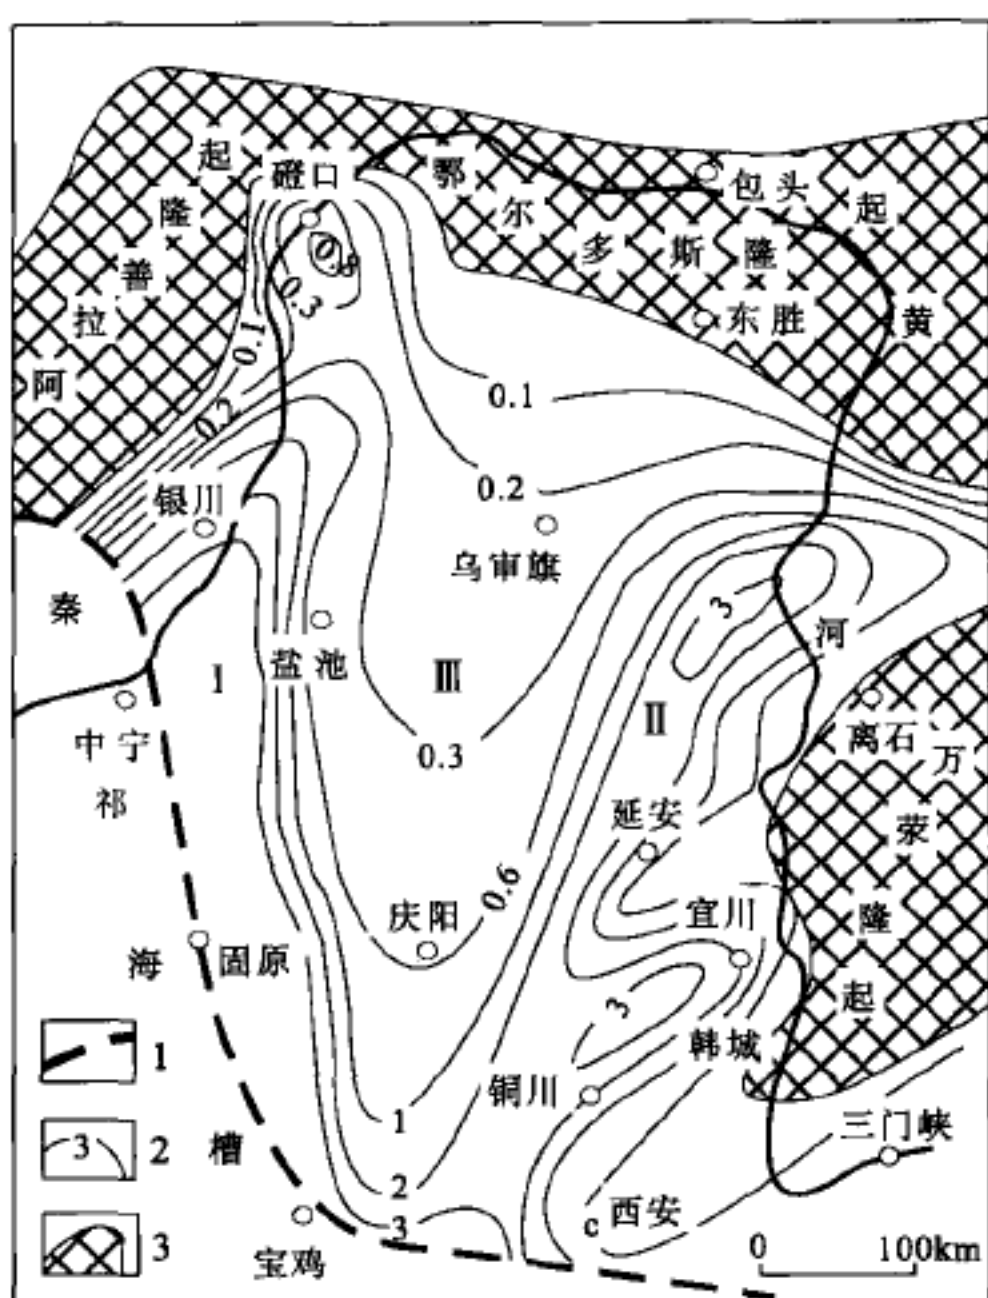 阿拉善隆起
磴口
鄂尔多斯隆起
包头
东胜
黄
0.3
0.1
0.1
0.2
0.2
银川
乌审旗
秦
盐池
I
III
II
3
河
中宁
祁
0.3
离石
万荥隆起
延安
0.6
庆阳
宜川
海
固原
3
韩城
铜川
1
1
三门峡
3
2
槽
2
3
c
西安
3
宝鸡
0
100km